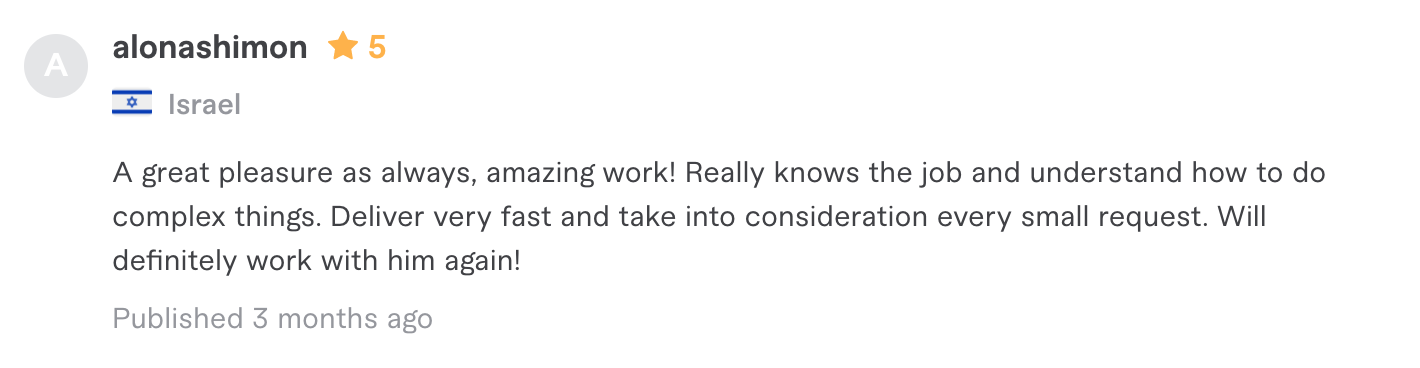 A
alonashimon ★ 5
Israel
A great pleasure as always, amazing work! Really knows the job and understand how to do
complex things. Deliver very fast and take into consideration every small request. Will
definitely work with him again!
Published 3 months ago